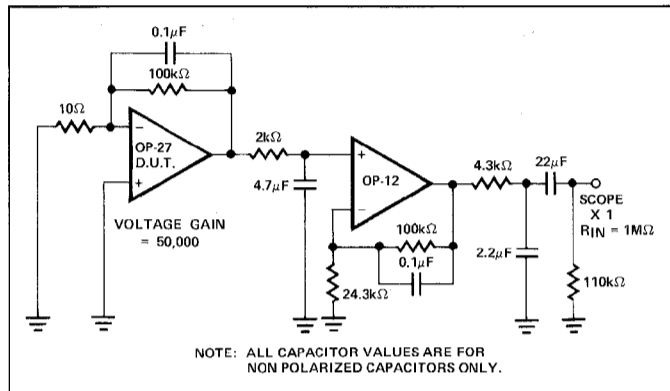 0.1µF
100kΩ
10Ω
−
OP-27
D.U.T.
+
VOLTAGE GAIN
= 50,000
2kΩ
4.7µF
+
OP-12
−
100kΩ
0.1µF
24.3kΩ
4.3kΩ
22µF
2.2µF
SCOPE
X 1
RIN = 1MΩ
110kΩ
NOTE: ALL CAPACITOR VALUES ARE FOR
NON POLARIZED CAPACITORS ONLY.